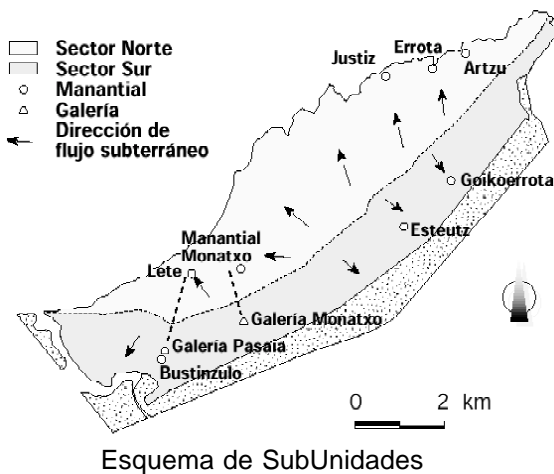 Sector Norte
Sector Sur
Manantial
Galería
Dirección de
flujo subterráneo
Errota
Justiz
Artzu
Goikoerrota
Esteutz
Manantial
Monatxo
Lete
Galería Monatxo
Galería Pasaia
Bustinzulo
0 2 km
Esquema de SubUnidades